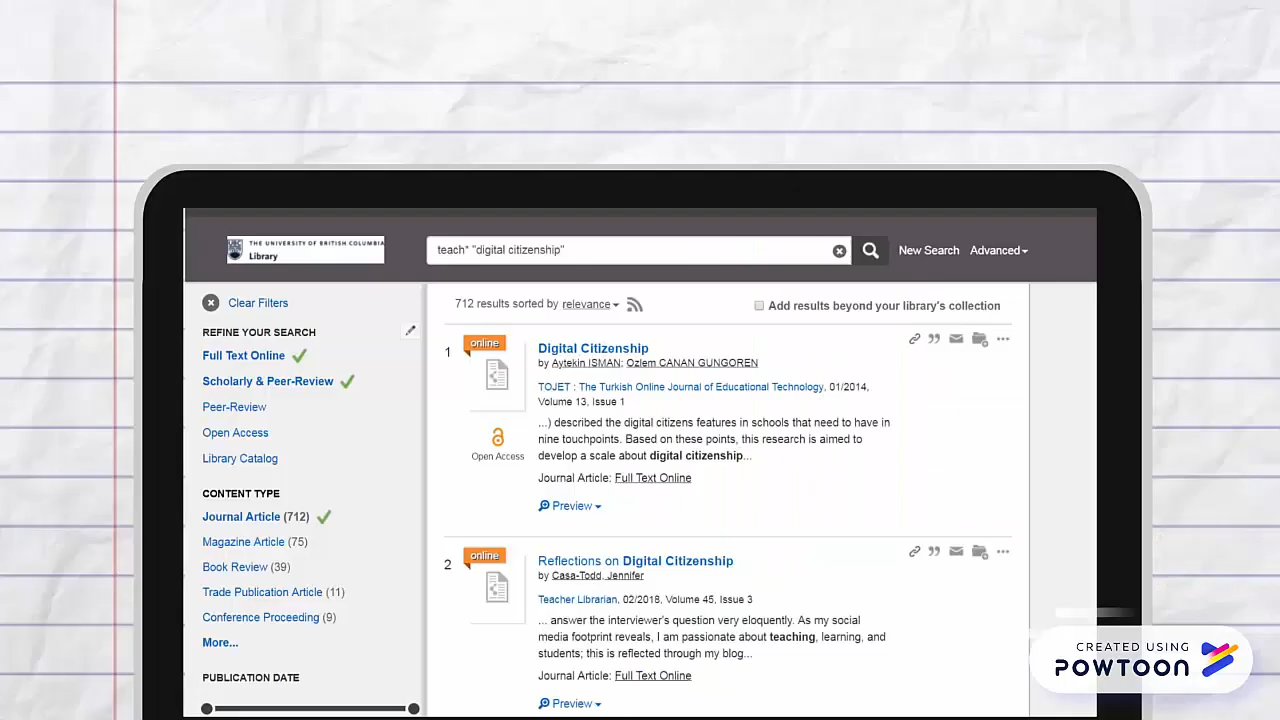 THE UNIVERSITY OF BRITISH COLUMBIA
Library
teach* "digital citizenship"
New Search Advanced
Clear Filters
REFINE YOUR SEARCH
Full Text Online
Scholarly & Peer-Review
Peer-Review
Open Access
Library Catalog
CONTENT TYPE
Journal Article (712)
Magazine Article (75)
Book Review (39)
Trade Publication Article (11)
Conference Proceeding (9)
More...
PUBLICATION DATE
712 results sorted by relevance
Add results beyond your library's collection
1
online
Open Access
Digital Citizenship
by Aytekin ISMAN; Ozlem CANAN GUNGOREN
TOJET : The Turkish Online Journal of Educational Technology, 01/2014,
Volume 13, Issue 1
...) described the digital citizens features in schools that need to have in
nine touchpoints. Based on these points, this research is aimed to
develop a scale about digital citizenship...
Journal Article: Full Text Online
Preview
2
online
Reflections on Digital Citizenship
by Casa-Todd, Jennifer
Teacher Librarian, 02/2018, Volume 45, Issue 3
... answer the interviewer's question very eloquently. As my social
media footprint reveals, I am passionate about teaching, learning, and
students; this is reflected through my blog...
Journal Article: Full Text Online
Preview
CREATED USING
POWTOON